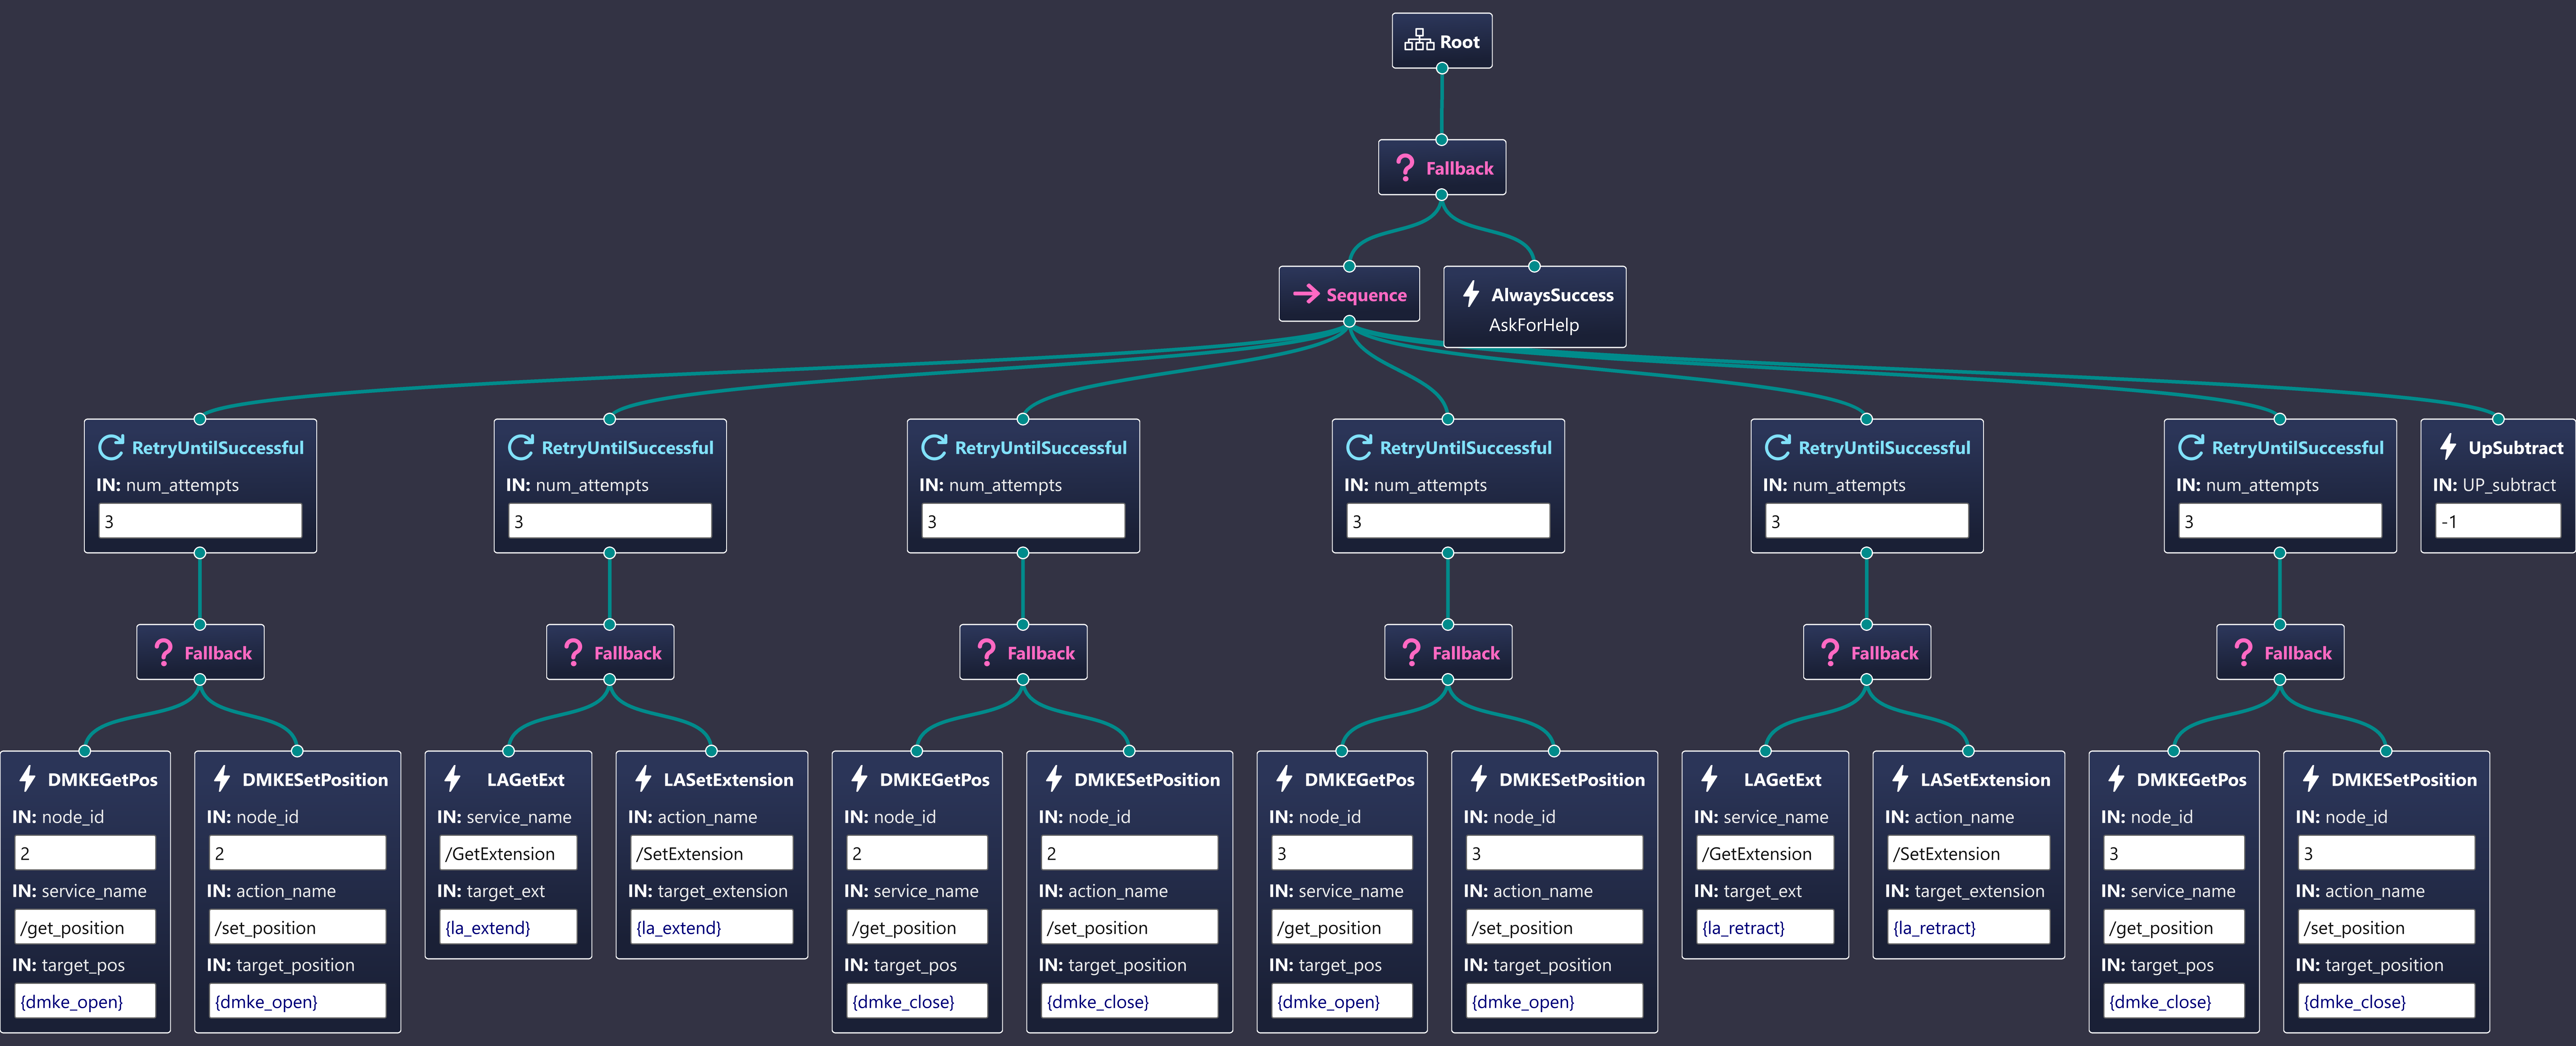 Root
Fallback
Sequence
AlwaysSuccess
AskForHelp
RetryUntilSuccessful
IN: num_attempts
3
RetryUntilSuccessful
IN: num_attempts
3
RetryUntilSuccessful
IN: num_attempts
3
RetryUntilSuccessful
IN: num_attempts
3
RetryUntilSuccessful
IN: num_attempts
3
RetryUntilSuccessful
IN: num_attempts
3
UpSubtract
IN: UP_subtract
-1
Fallback
Fallback
Fallback
Fallback
Fallback
Fallback
DMKEGetPos
IN: node_id
2
IN: service_name
/get_position
IN: target_pos
{dmke_open}
DMKESetPosition
IN: node_id
2
IN: action_name
/set_position
IN: target_position
{dmke_open}
LAGetExt
IN: service_name
/GetExtension
IN: target_ext
{la_extend}
LASetExtension
IN: action_name
/SetExtension
IN: target_extension
{la_extend}
DMKEGetPos
IN: node_id
2
IN: service_name
/get_position
IN: target_pos
{dmke_close}
DMKESetPosition
IN: node_id
2
IN: action_name
/set_position
IN: target_position
{dmke_close}
DMKEGetPos
IN: node_id
3
IN: service_name
/get_position
IN: target_pos
{dmke_open}
DMKESetPosition
IN: node_id
3
IN: action_name
/set_position
IN: target_position
{dmke_open}
LAGetExt
IN: service_name
/GetExtension
IN: target_ext
{la_retract}
LASetExtension
IN: action_name
/SetExtension
IN: target_extension
{la_retract}
DMKEGetPos
IN: node_id
3
IN: service_name
/get_position
IN: target_pos
{dmke_close}
DMKESetPosition
IN: node_id
3
IN: action_name
/set_position
IN: target_position
{dmke_close}